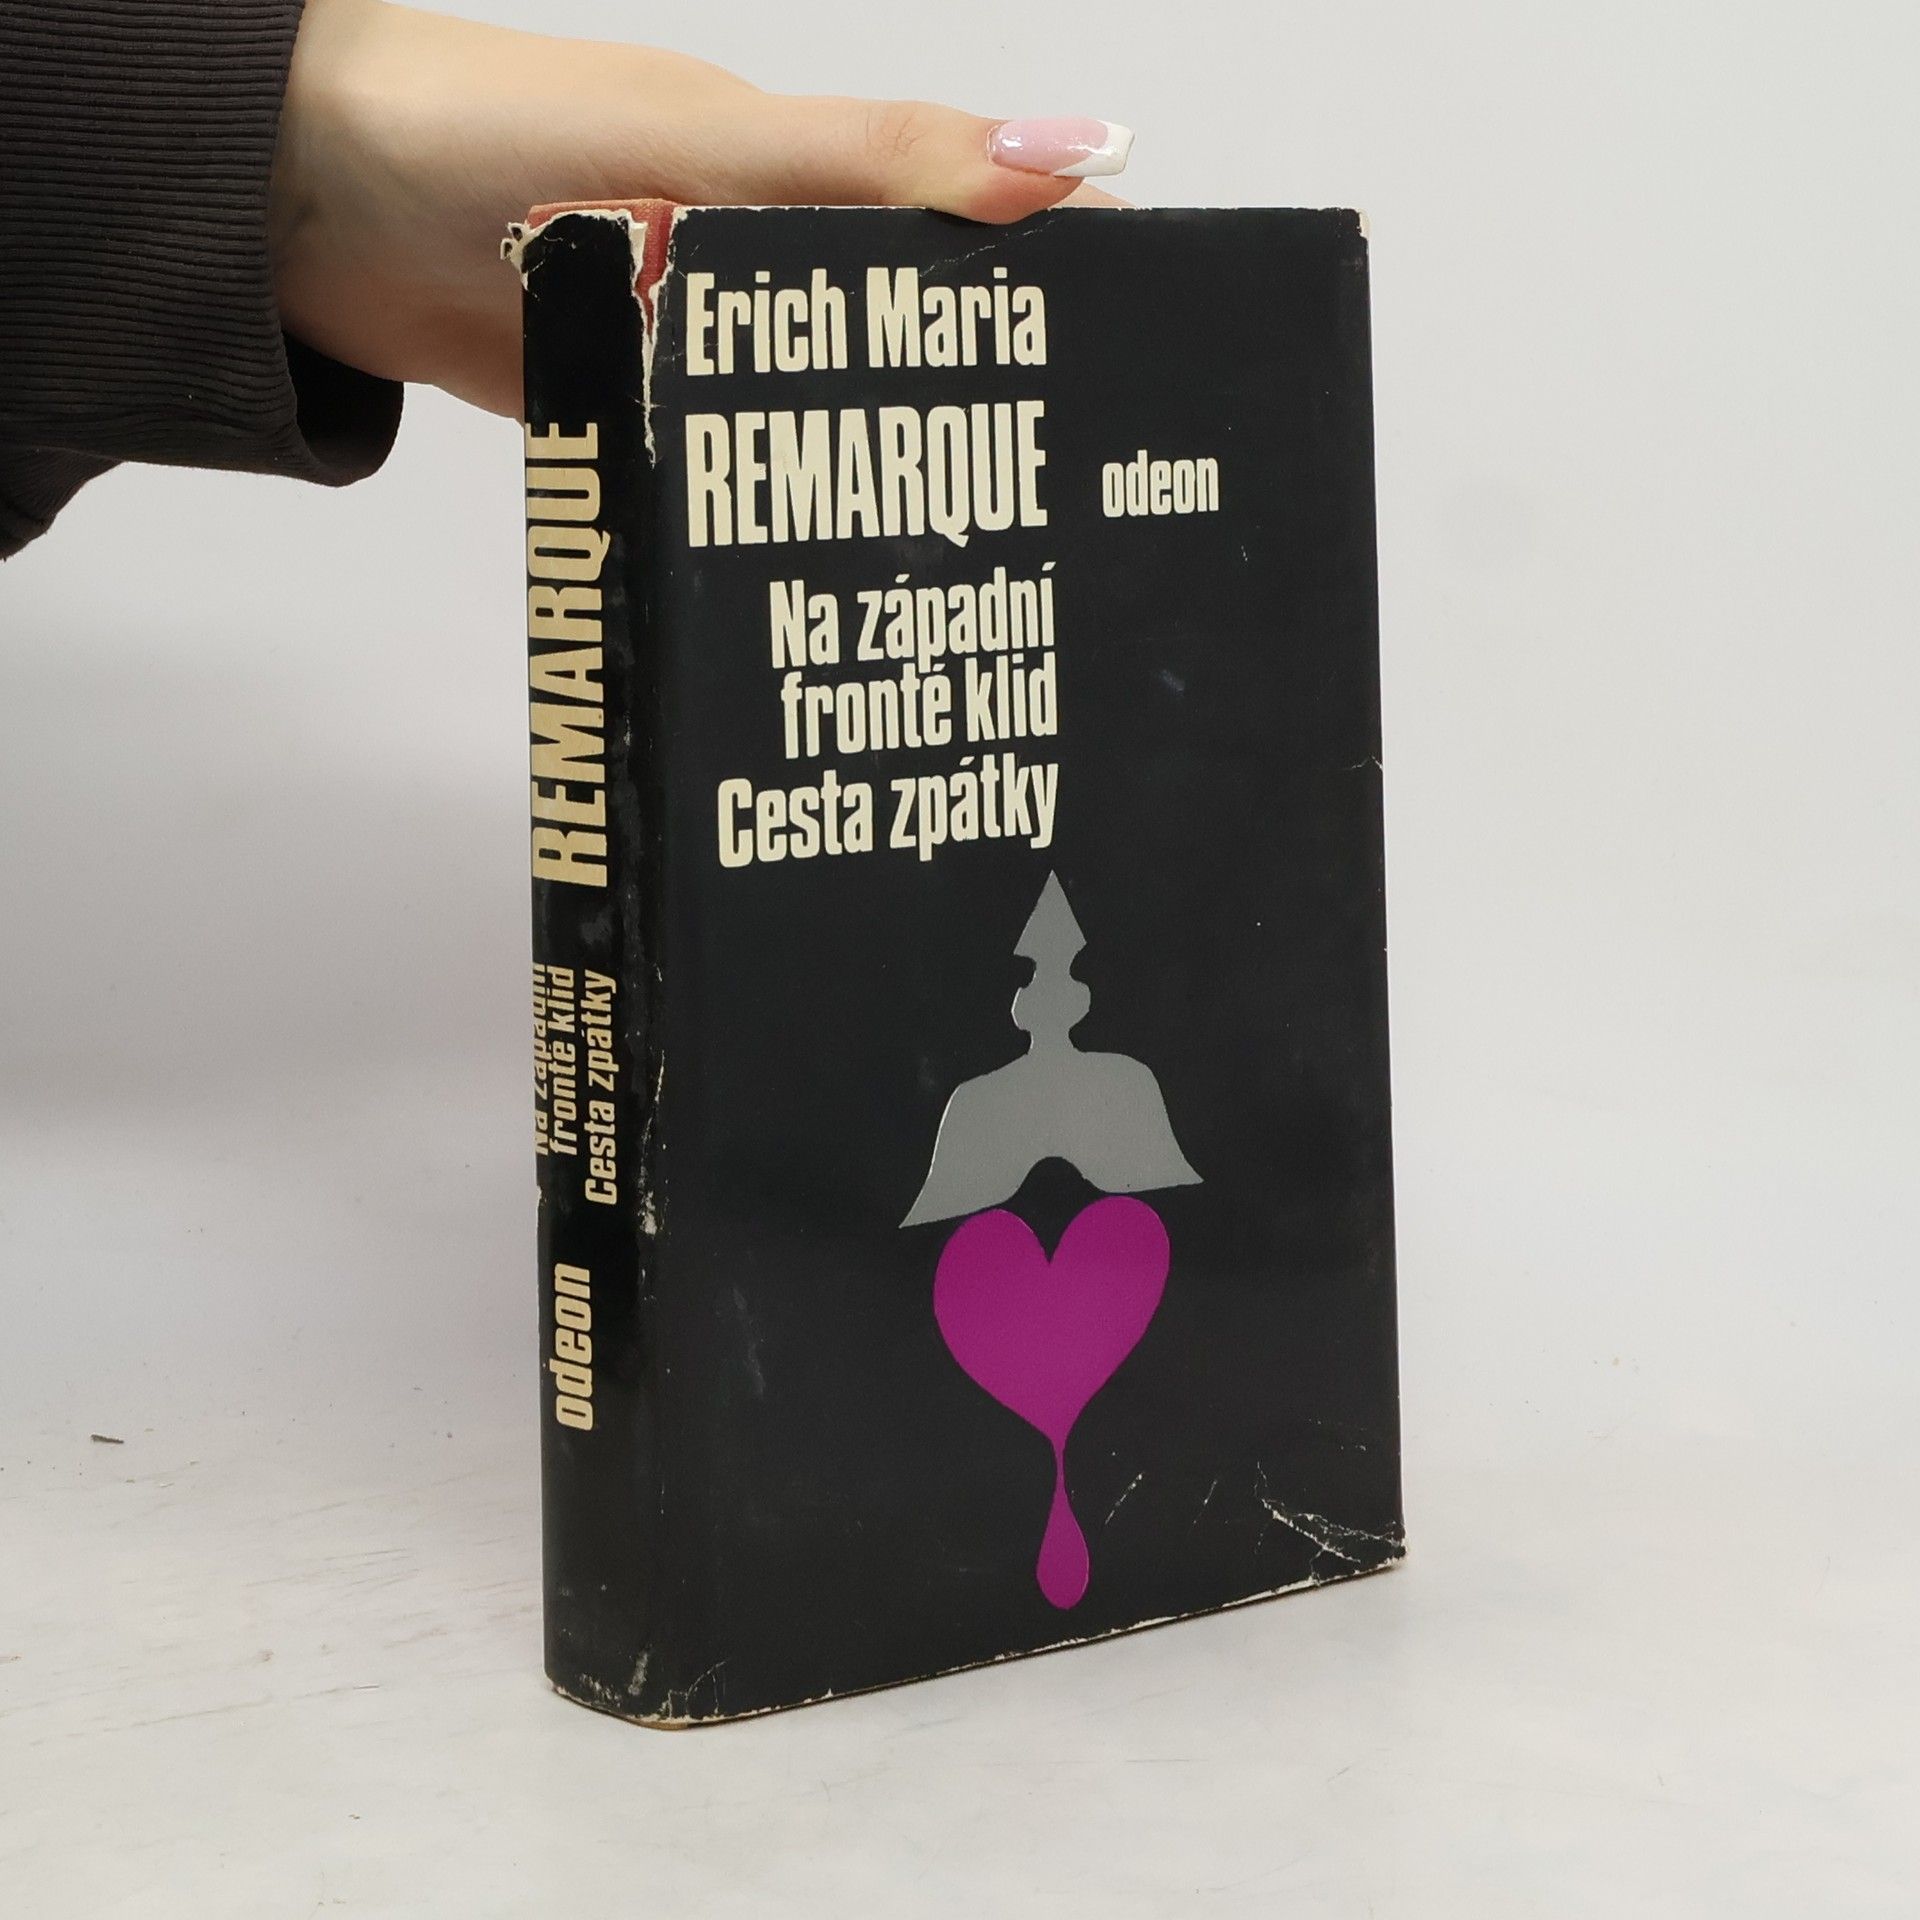 Erich Maria
REMARQUE
odeon
Na západní
frontě klid
Cesta zpátky
REMARQUE
Na západní
frontě klid
Cesta zpátky
odeon